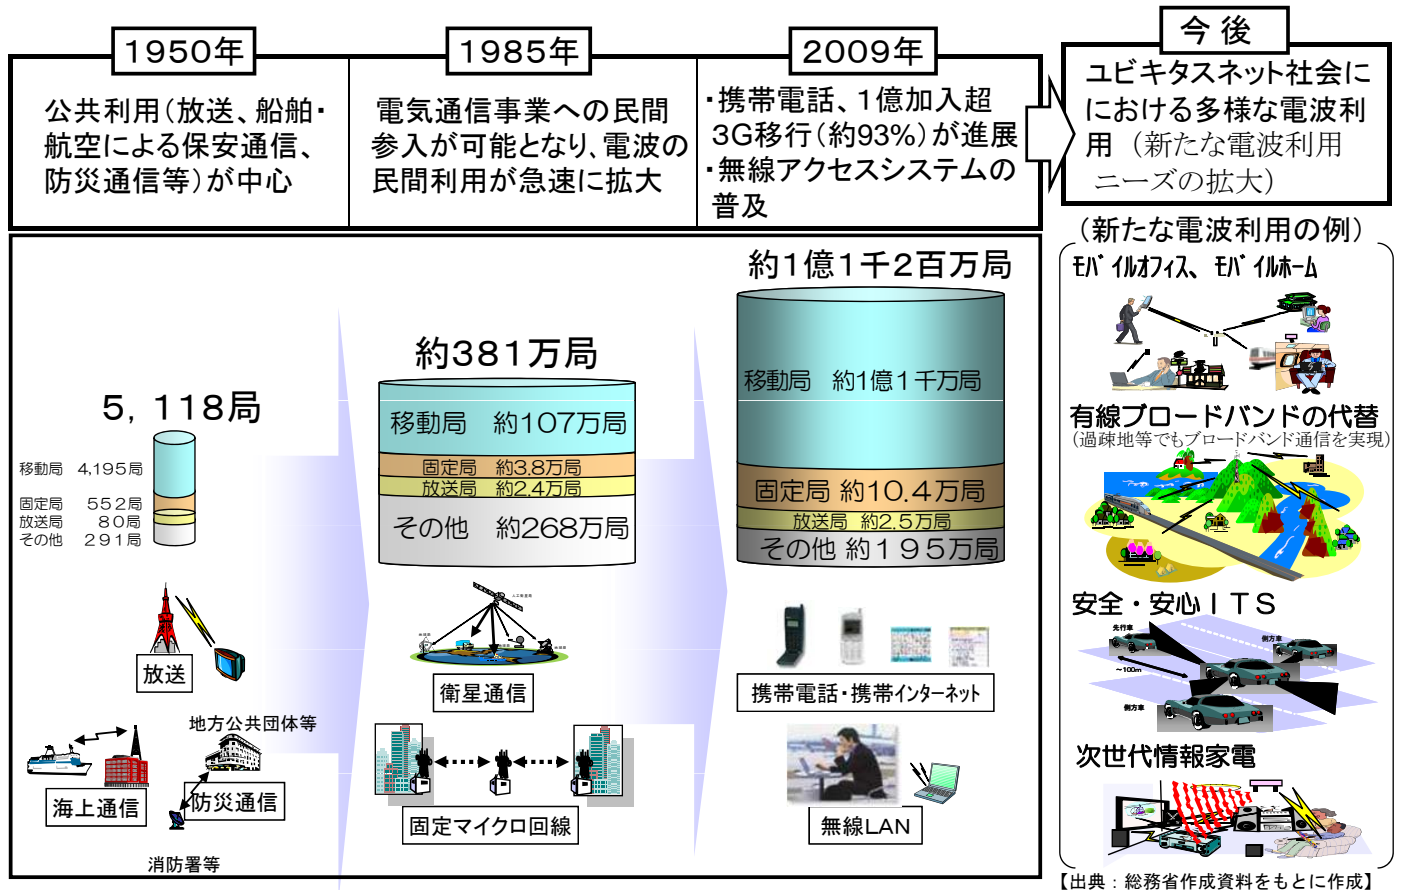 1950年
公共利用（放送、船舶・
航空による保安通信、
防災通信等）が中心
1985年
電気通信事業への民間
参入が可能となり、電波の
民間利用が急速に拡大
2009年
・携帯電話、１億加入超
3G移行（約93%）が進展
・無線アクセスシステムの
普及
今後
ユビキタスネット社会に
における多様な電波利
用（新たな電波利用
ニーズの拡大）
5，118局
移動局 4,195局
固定局 552局
放送局 80局
その他 291局
放送
海上通信
地方公共団体等
防災通信
消防署等
約381万局
移動局 約107万局
固定局 約3.8万局
放送局 約2.4万局
その他 約268万局
衛星通信
固定マイクロ回線
約1億1千2百万局
移動局 約1億1千万局
固定局 約10.4万局
放送局 約2.5万局
その他 約195万局
携帯電話・携帯インターネット
無線LAN
（新たな電波利用の例）
ﾓﾊﾞｲﾙｵﾌｨｽ、ﾓﾊﾞｲﾙﾎｰﾑ
有線ブロードバンドの代替
（過疎地等でもブロードバンド通信を実現）
安全・安心ＩＴＳ
先行車
側方車
～100m
側方車
次世代情報家電
【出典：総務省作成資料をもとに作成】